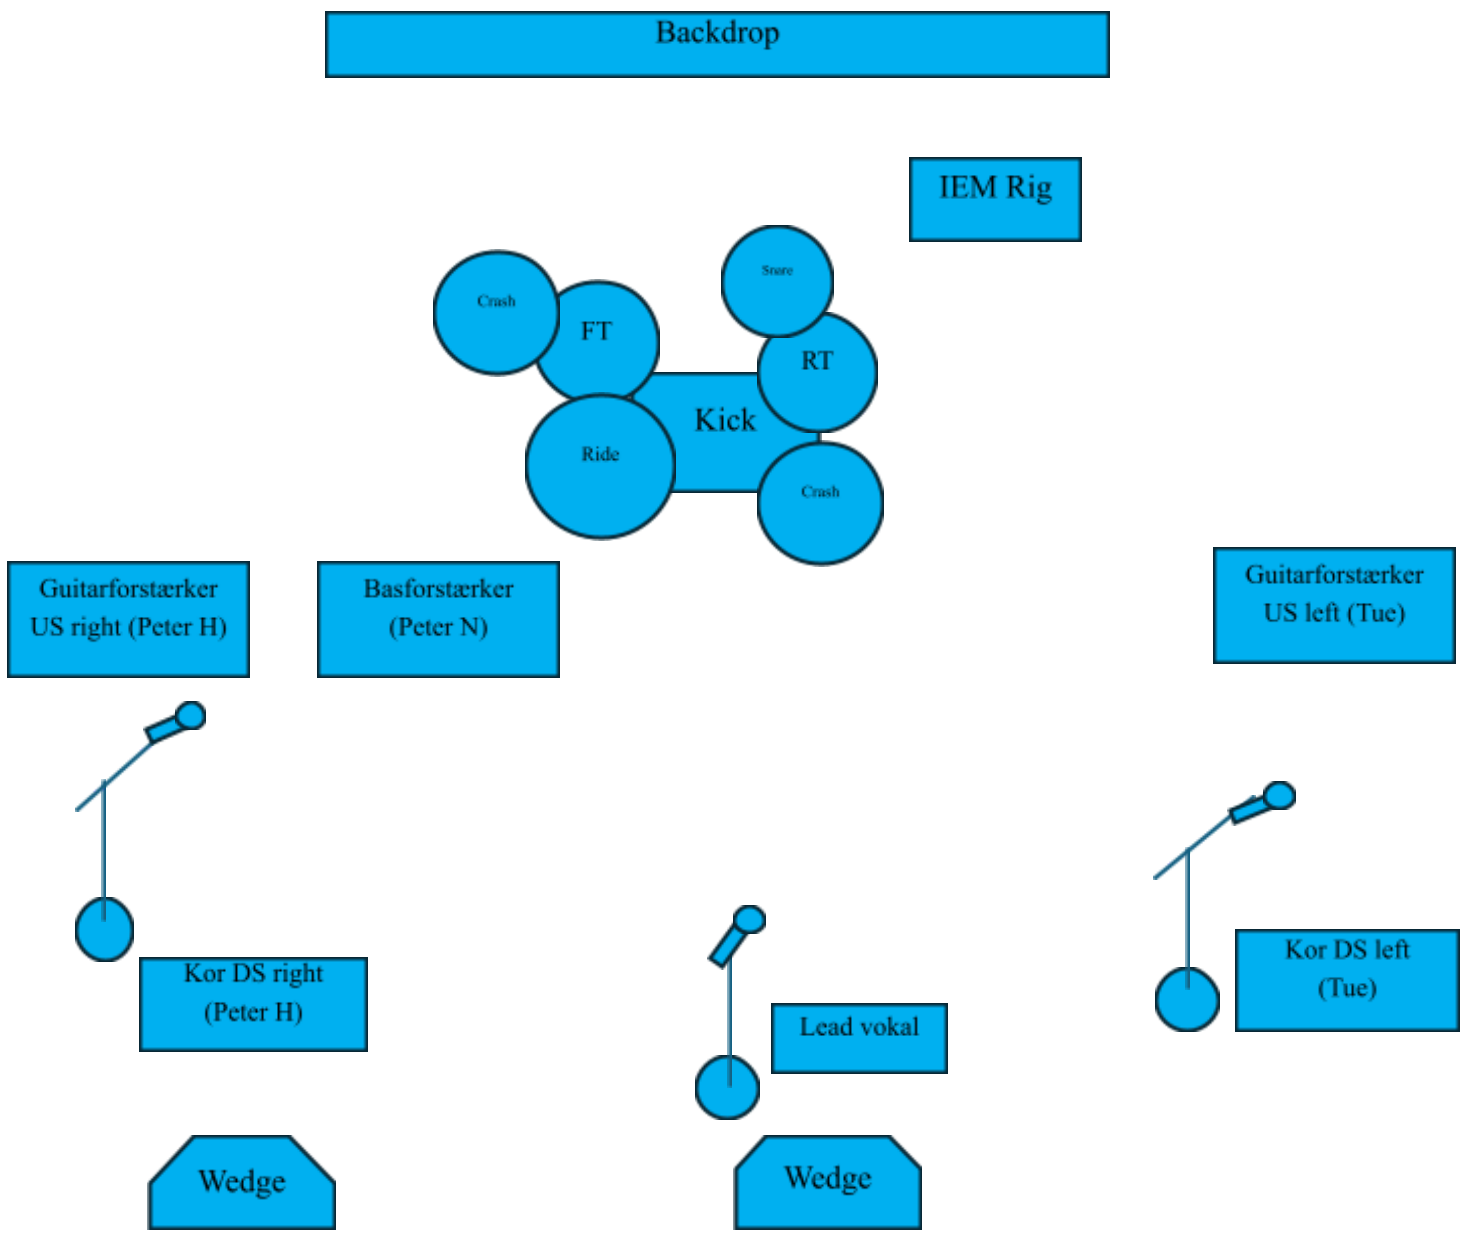 Backdrop
IEM Rig
Snare
Crash
FT
RT
Kick
Ride
Crash
Guitarforstærker
US right (Peter H)
Basforstærker
(Peter N)
Guitarforstærker
US left (Tue)
Kor DS right
(Peter H)
Lead vokal
Kor DS left
(Tue)
Wedge
Wedge